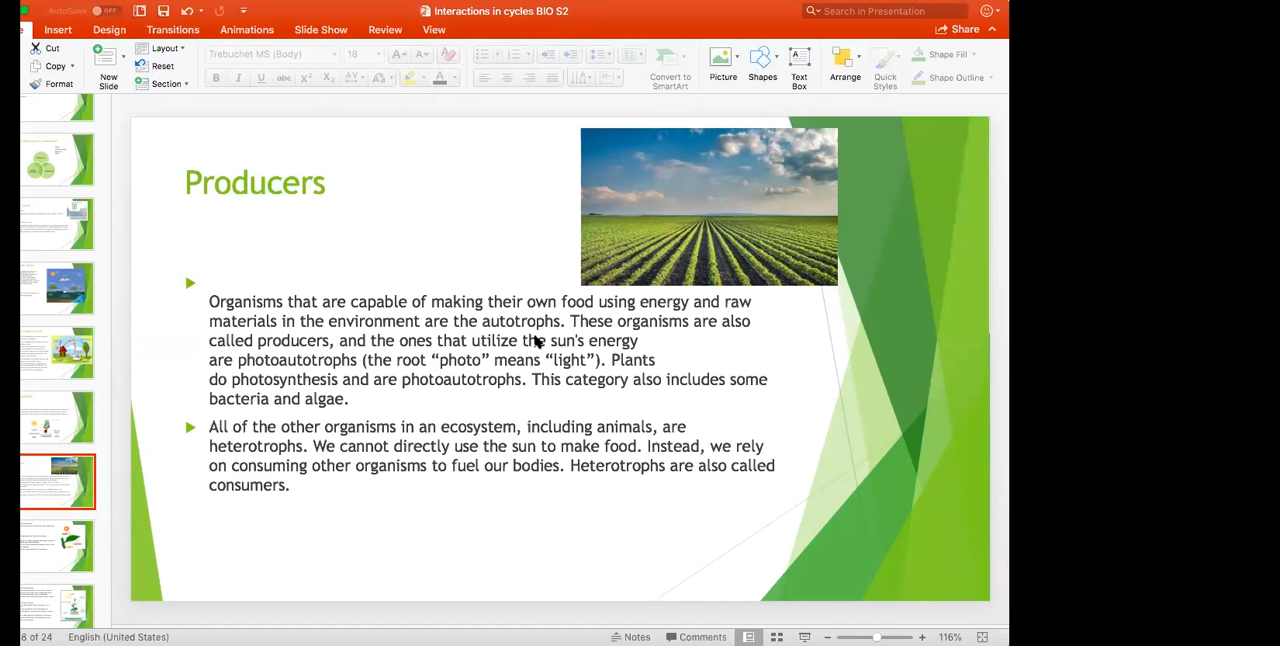 AutoSave OFF Interactions in cycles BIO S2 Search in Presentation
Insert Design Transitions Animations Slide Show Review View Share
Cut
Copy
Format
New
Slide
Layout
Reset
Section
Trebuchet MS (Body) 18
Convert to
SmartArt
Picture
Shapes
Text
Box
Arrange
Quick
Styles
Shape Fill
Shape Outline
Producers
Organisms that are capable of making their own food using energy and raw
materials in the environment are the autotrophs. These organisms are also
called producers, and the ones that utilize the sun's energy
are photoautotrophs (the root “photo” means “light”). Plants
do photosynthesis and are photoautotrophs. This category also includes some
bacteria and algae.
All of the other organisms in an ecosystem, including animals, are
heterotrophs. We cannot directly use the sun to make food. Instead, we rely
on consuming other organisms to fuel our bodies. Heterotrophs are also called
consumers.
8 of 24 English (United States) Notes Comments 116%